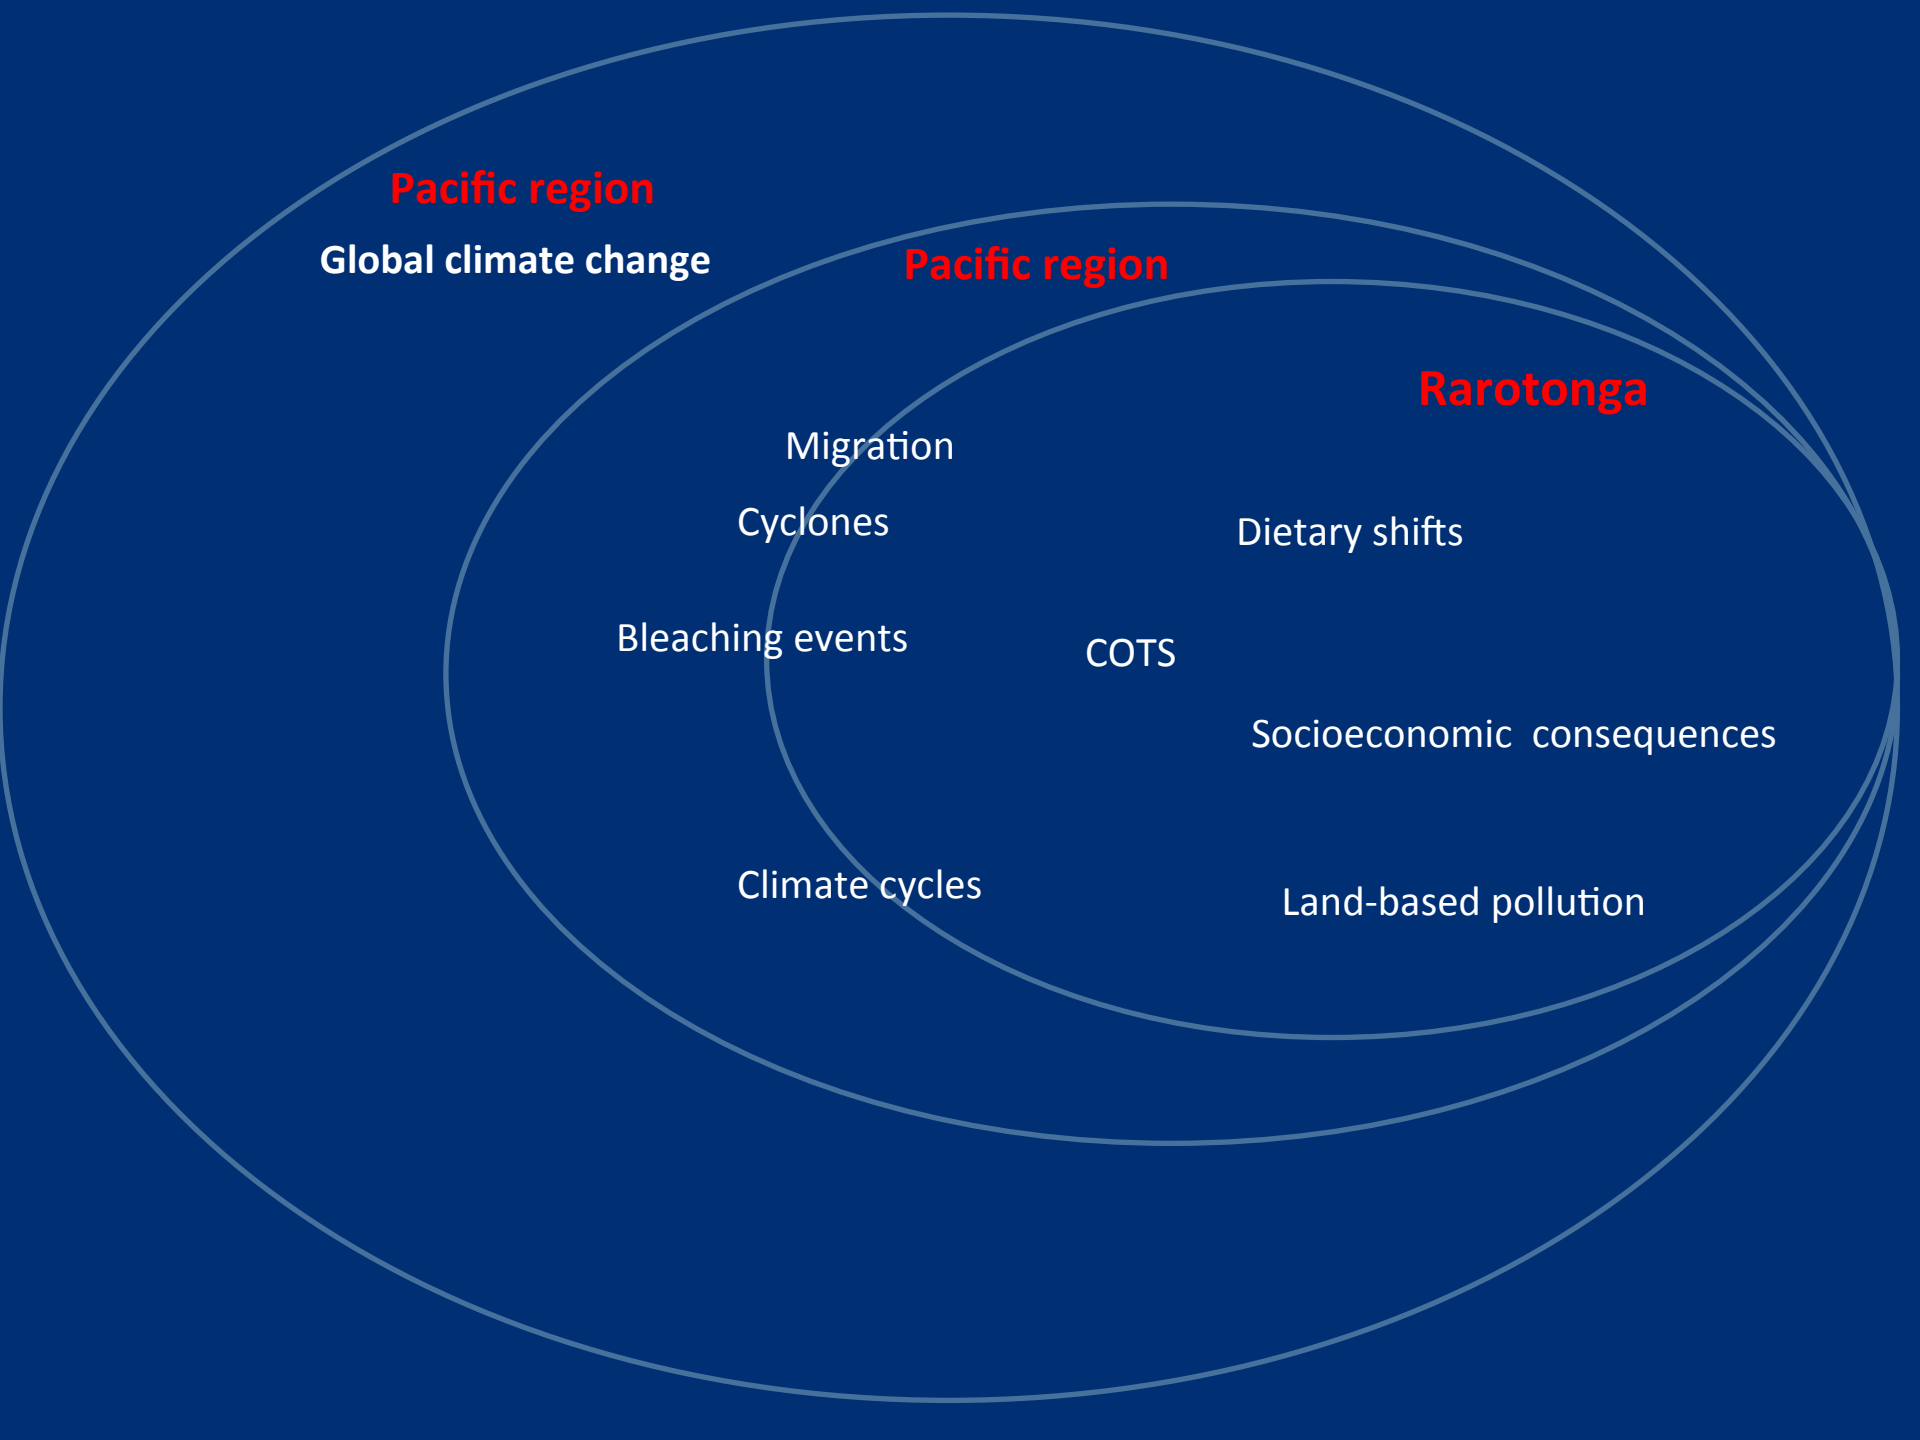 Pacific region
Global climate change
Pacific region
Rarotonga
Migration
Cyclones
Dietary shifts
Bleaching events
COTS
Socioeconomic  consequences
Climate cycles
Land-based pollution